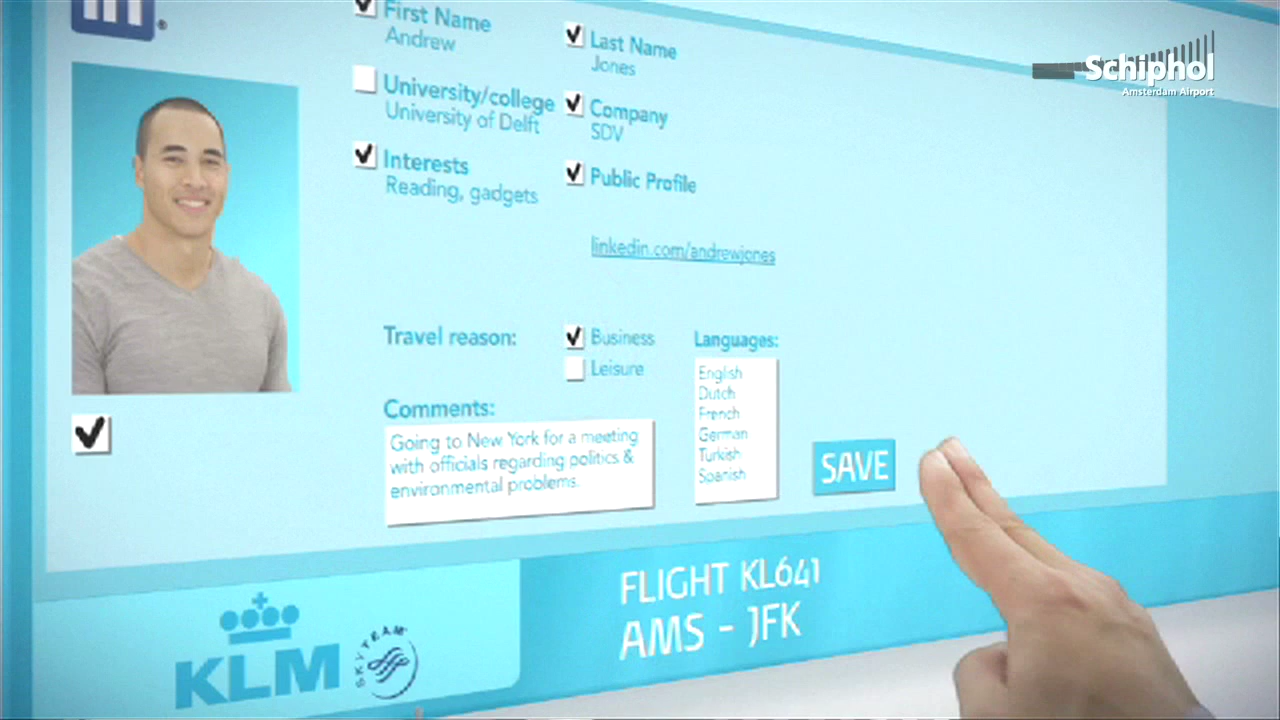 in®
First Name
Andrew
Last Name
Jones
Schiphol
Amsterdam Airport
University/college
University of Delft
Company
SDV
Interests
Reading, gadgets
Public Profile
linkedin.com/andrewjones
Travel reason:
Business
Leisure
Languages:
English
Dutch
French
German
Turkish
Spanish
Comments:
Going to New York for a meeting
with officials regarding politics &
environmental problems.
SAVE
FLIGHT KL641
AMS - JFK
KLM
SKYTEAM